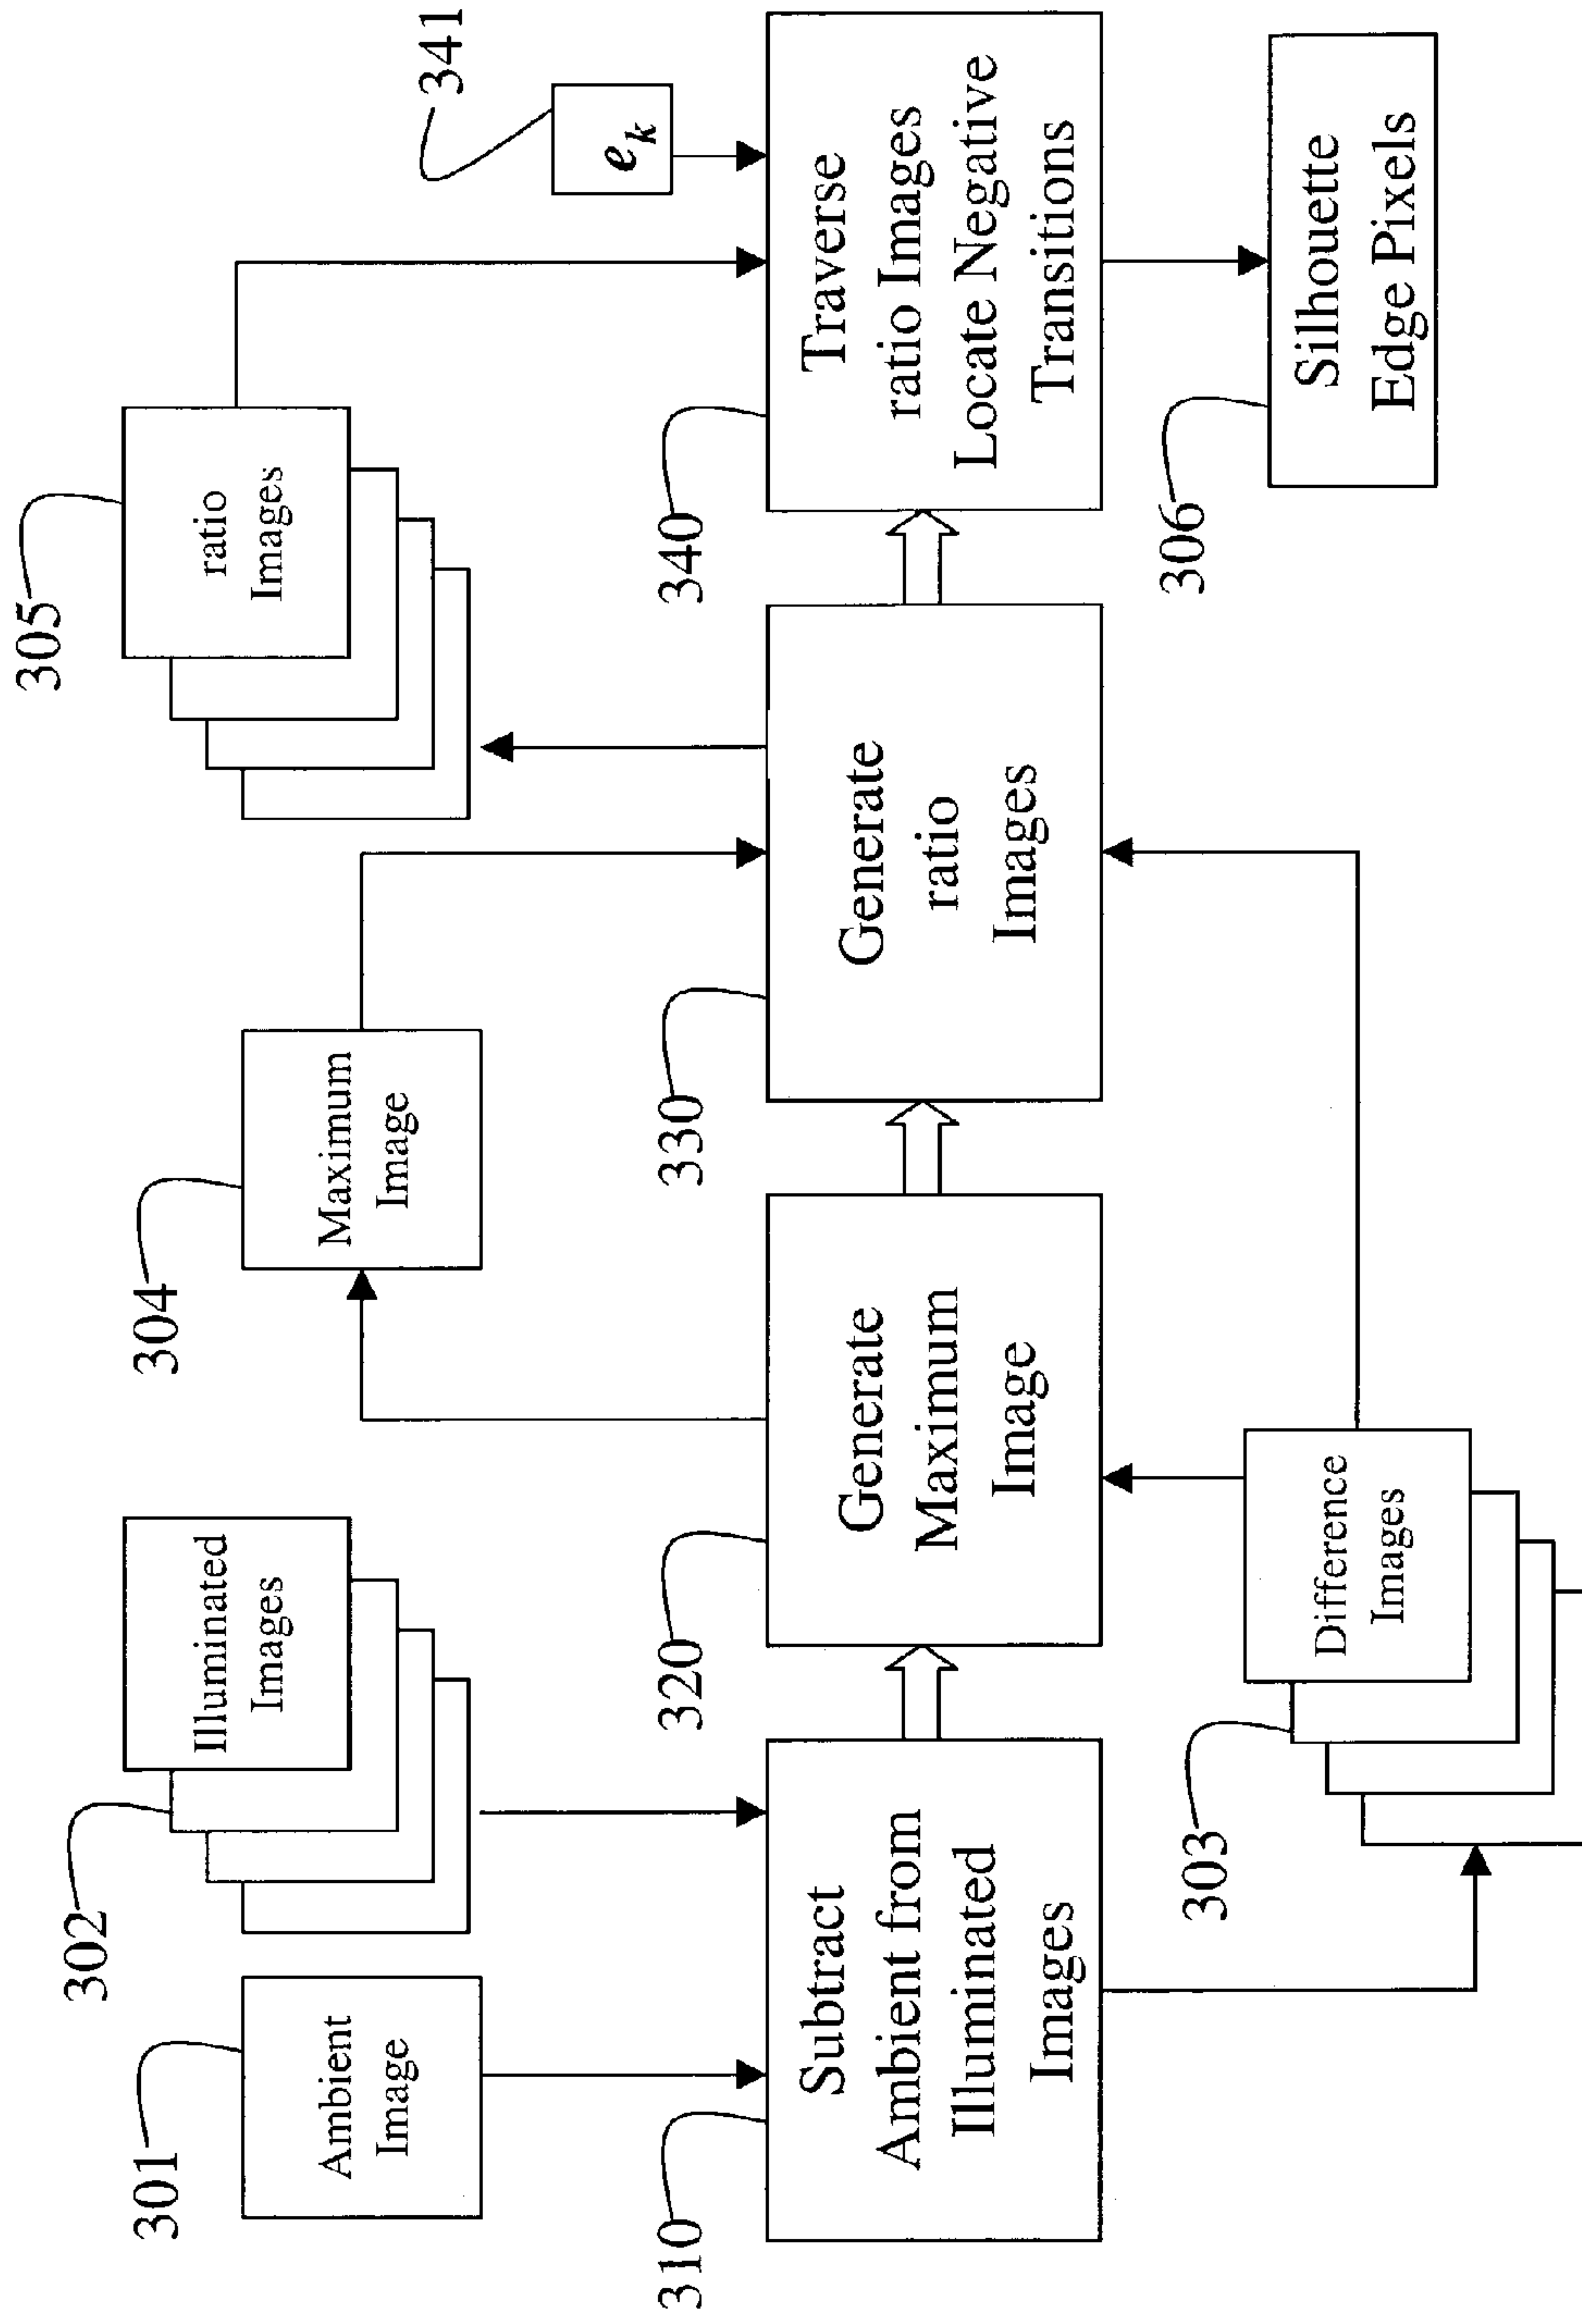 301
Ambient
Image
302
Illuminated
Images
304
Maximum
Image
305
ratio
Images
341
e k
310
Subtract
Ambient from
Illuminated
Images
320
Generate
Maximum
Image
330
Generate
ratio
Images
340
Traverse
ratio Images
Locate Negative
Transitions
303
Difference
Images
306
Silhouette
Edge Pixels